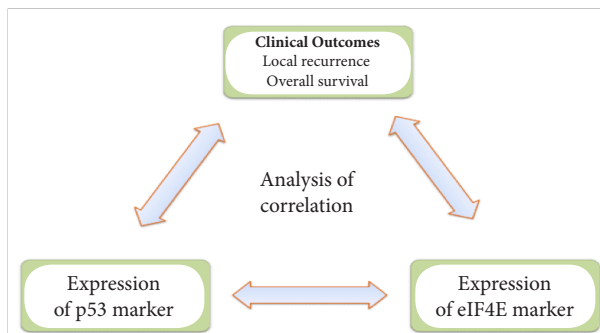 Clinical Outcomes
Local recurrence
Overall survival
Analysis of
correlation
Expression
of p53 marker
Expression
of eIF4E marker